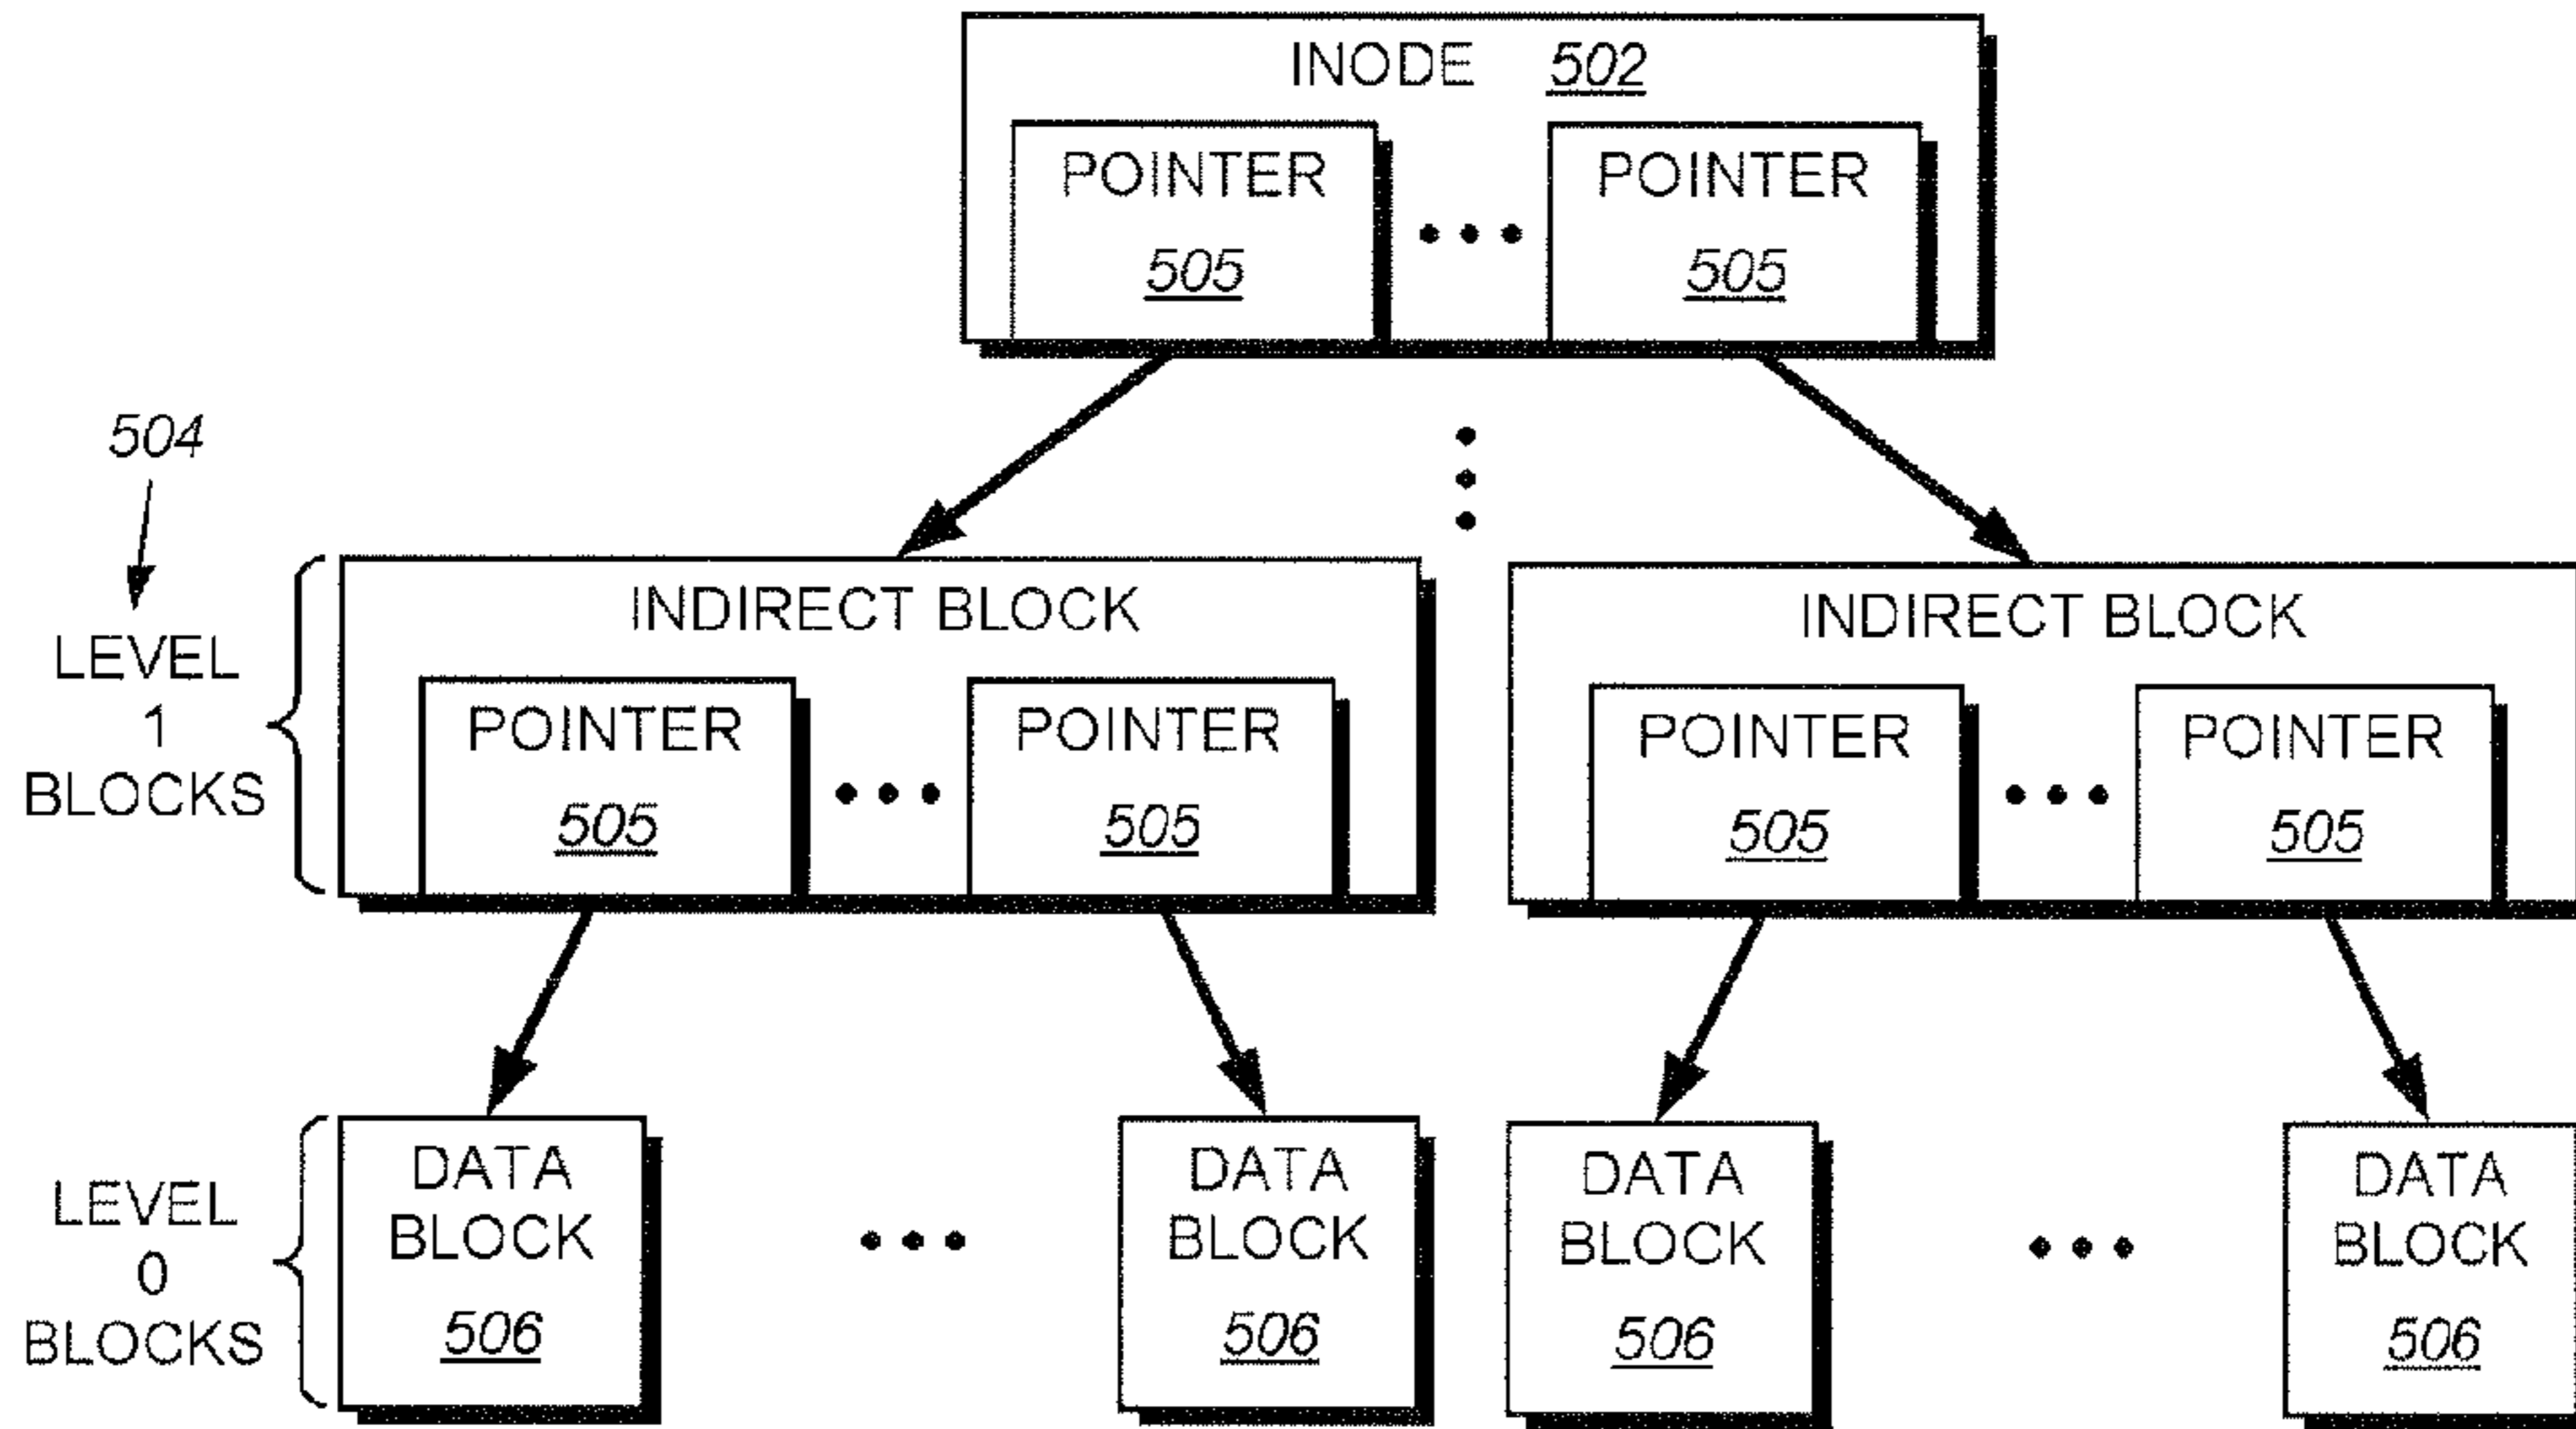 INODE 502
POINTER POINTER
505 505
504
LEVEL
1
BLOCKS
INDIRECT BLOCK
POINTER POINTER
505 505
INDIRECT BLOCK
POINTER POINTER
505 505
LEVEL
0
BLOCKS
DATA
BLOCK
506
DATA
BLOCK
506
DATA
BLOCK
506
DATA
BLOCK
506